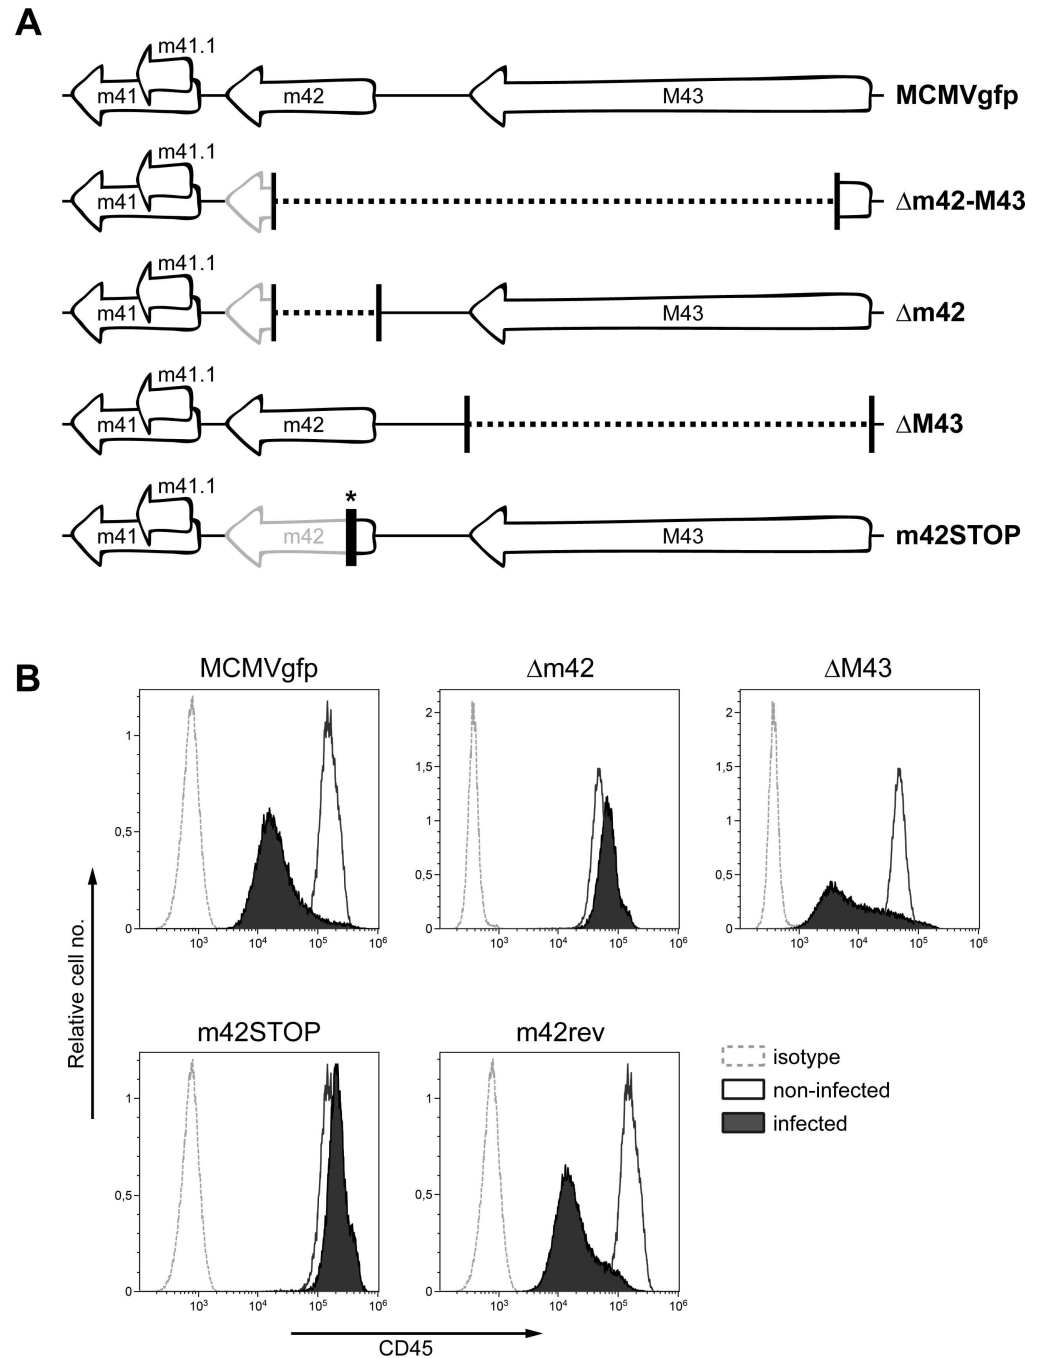 A
m41.1
m41 m42 M43 MCMVgfp
m41.1
m41 Δm42-M43
m41.1
m41 M43 Δm42
m41.1
m41 m42 ΔM43
m41.1 *
m41 m42 M43 m42STOP
B
MCMVgfp Δm42 ΔM43
1
0,5
0
10³ 10⁴ 10⁵ 10⁶
2
1,5
1
0,5
0
10³ 10⁴ 10⁵ 10⁶
2
1,5
1
0,5
0
10³ 10⁴ 10⁵ 10⁶
Relative cell no.
m42STOP m42rev
1
0,5
0
10³ 10⁴ 10⁵ 10⁶
1
0,5
0
10³ 10⁴ 10⁵ 10⁶
isotype
non-infected
infected
CD45